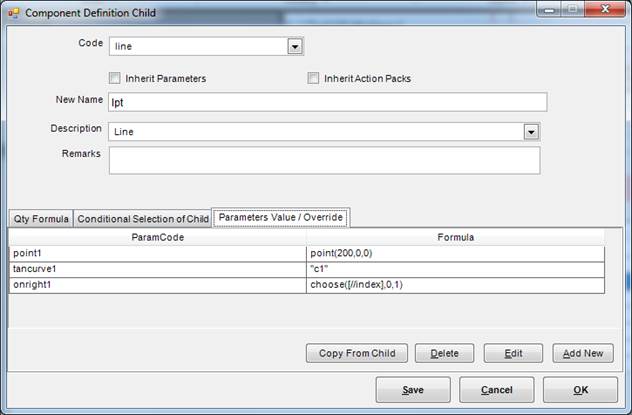 Component Definition Child
Code line
Inherit Parameters Inherit Action Packs
New Name lpt
Description Line
Remarks
Qty Formula Conditional Selection of Child Parameters Value / Override
ParamCode Formula
point1 point(200,0,0)
tancurve1 "c1"
onright1 choose([//index],0,1)
Copy From Child Delete Edit Add New
Save Cancel OK